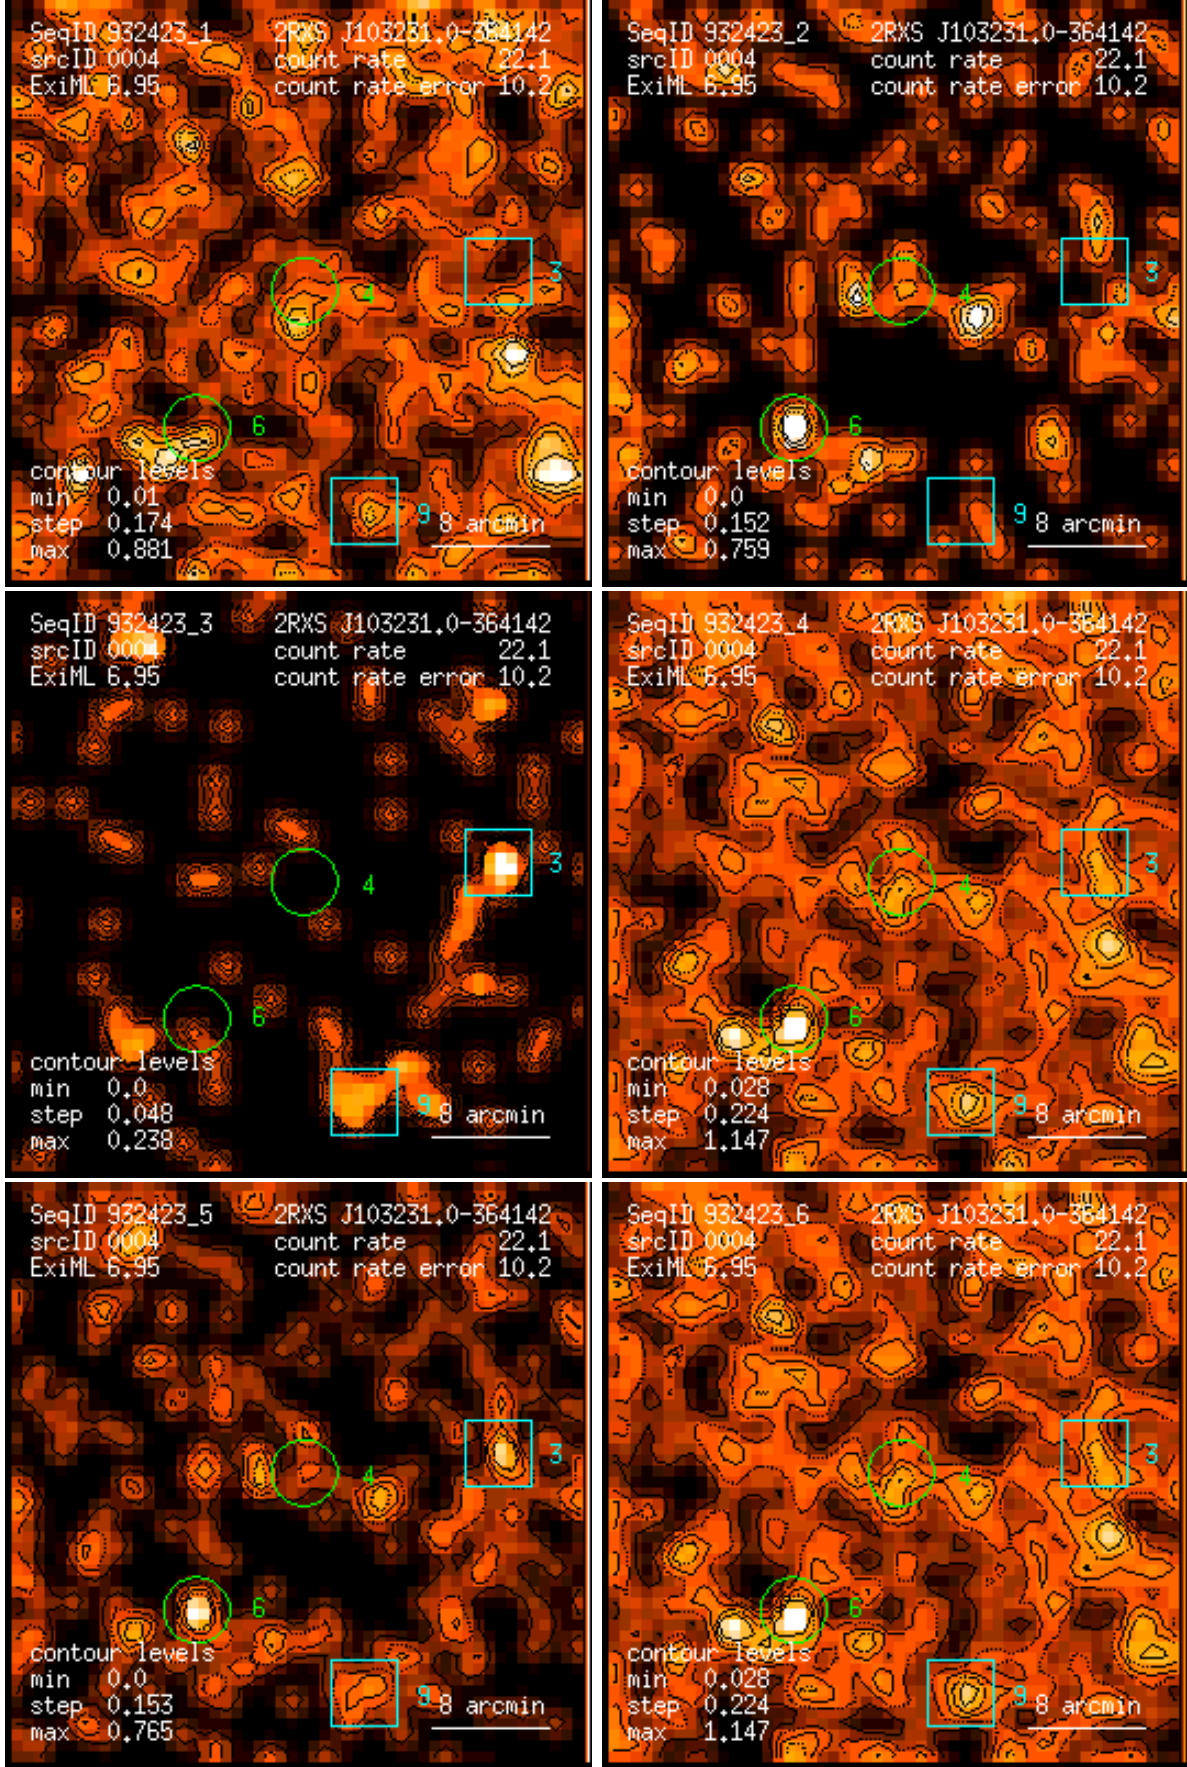 SeqID 932423_1 2RXS J103231.0-364142
srcID 0004 count rate 22.1
ExiML 6.95 count rate error 10.2
3
4
6
contour levels
min 0.01
step 0.174
max 0.881
9
8 arcmin
SeqID 932423_2 2RXS J103231.0-364142
srcID 0004 count rate 22.1
ExiML 6.95 count rate error 10.2
3
4
6
contour levels
min 0.0
step 0.152
max 0.759
9
8 arcmin
SeqID 932423_3 2RXS J103231.0-364142
srcID 0004 count rate 22.1
ExiML 6.95 count rate error 10.2
3
4
6
contour levels
min 0.0
step 0.048
max 0.238
9
8 arcmin
SeqID 932423_4 2RXS J103231.0-364142
srcID 0004 count rate 22.1
ExiML 6.95 count rate error 10.2
3
4
6
contour levels
min 0.028
step 0.224
max 1.147
9
8 arcmin
SeqID 932423_5 2RXS J103231.0-364142
srcID 0004 count rate 22.1
ExiML 6.95 count rate error 10.2
3
4
6
contour levels
min 0.0
step 0.153
max 0.765
9
8 arcmin
SeqID 932423_6 2RXS J103231.0-364142
srcID 0004 count rate 22.1
ExiML 6.95 count rate error 10.2
3
4
6
contour levels
min 0.028
step 0.224
max 1.147
9
8 arcmin